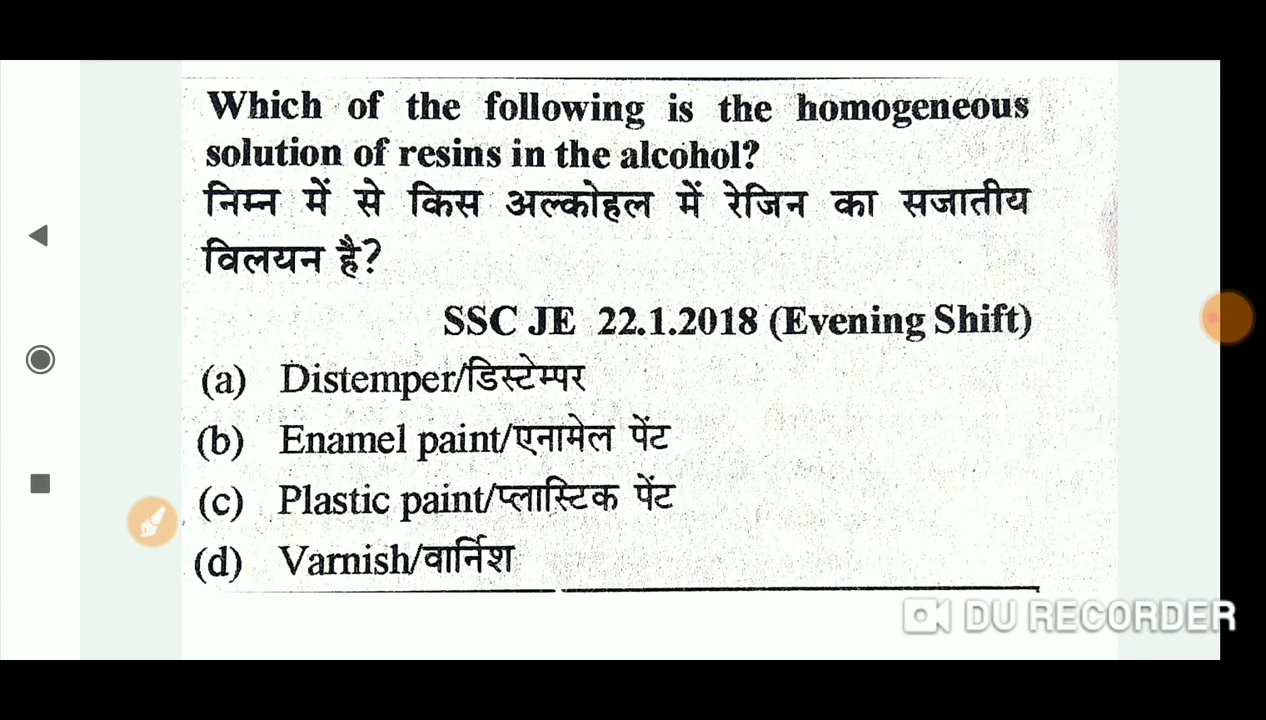 Which of the following is the homogeneous
solution of resins in the alcohol?
निम्न में से किस अल्कोहल में रेजिन का सजातीय
विलयन है?
SSC JE 22.1.2018 (Evening Shift)
(a) Distemper/डिस्टेम्पर
(b) Enamel paint/एनामेल पेंट
(c) Plastic paint/प्लास्टिक पेंट
(d) Varnish/वार्निश
DU RECORDER